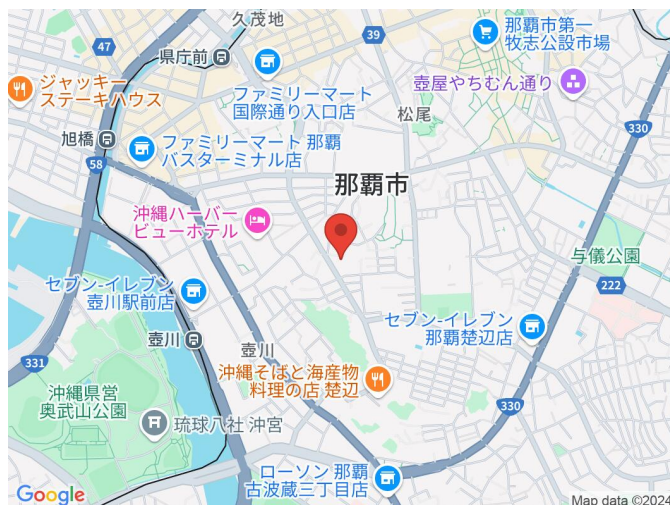 久茂地
那覇市第一
牧志公設市場
47
39
県庁前
ジャッキー
ステーキハウス
ファミリーマート
国際通り入口店
壺屋やちむん通り
松尾
旭橋
58
ファミリーマート 那覇
バスターミナル店
330
那覇市
沖縄ハーバー
ビューホテル
与儀公園
セブン-イレブン
壺川駅前店
222
セブン-イレブン
那覇楚辺店
壺川
壺川
331
沖縄そばと海産物
料理の店 楚辺
沖縄県営
奥武山公園
330
琉球八社 沖宮
ローソン 那覇
古波蔵三丁目店
Google
Map data ©2024